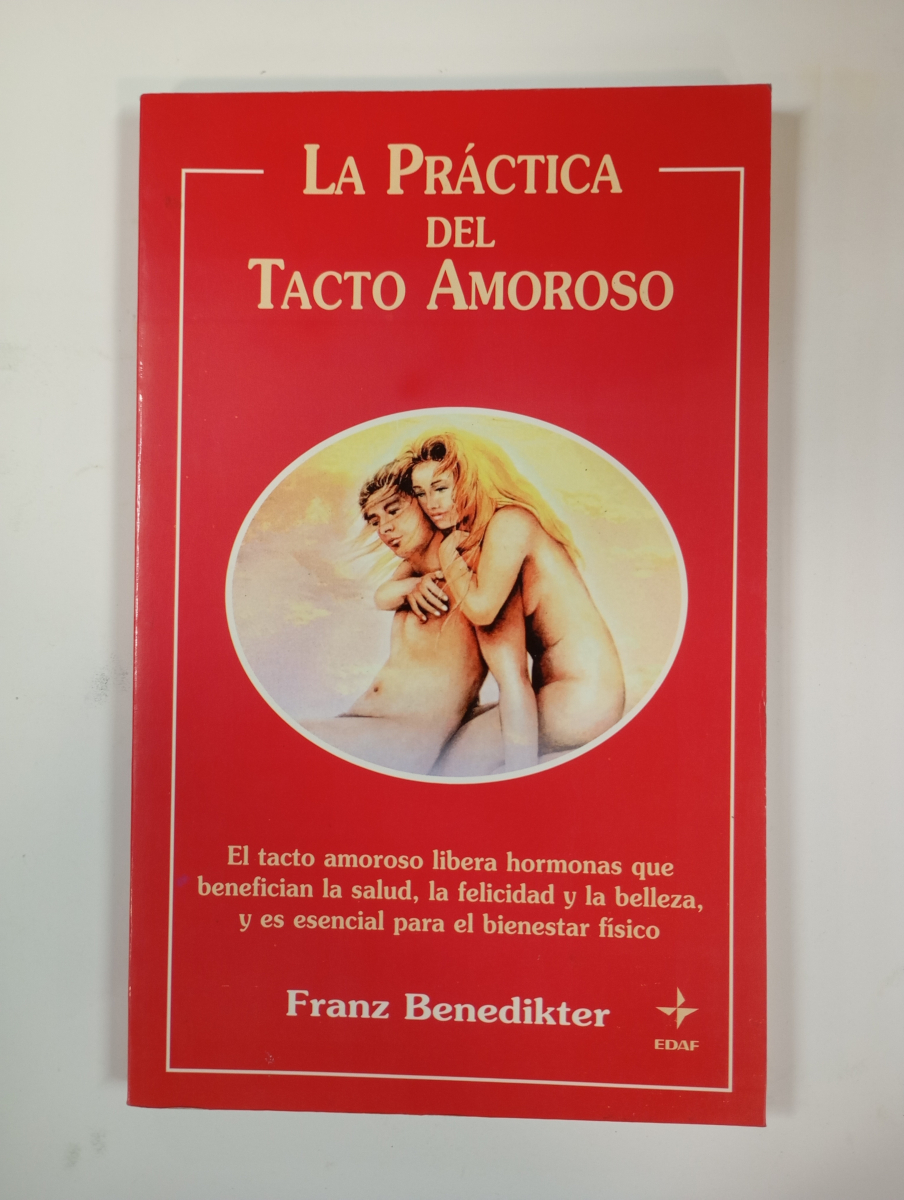 La Práctica
del
Tacto Amoroso
El tacto amoroso libera hormonas que
benefician la salud, la felicidad y la belleza,
y es esencial para el bienestar físico
Franz Benedikter
EDAF